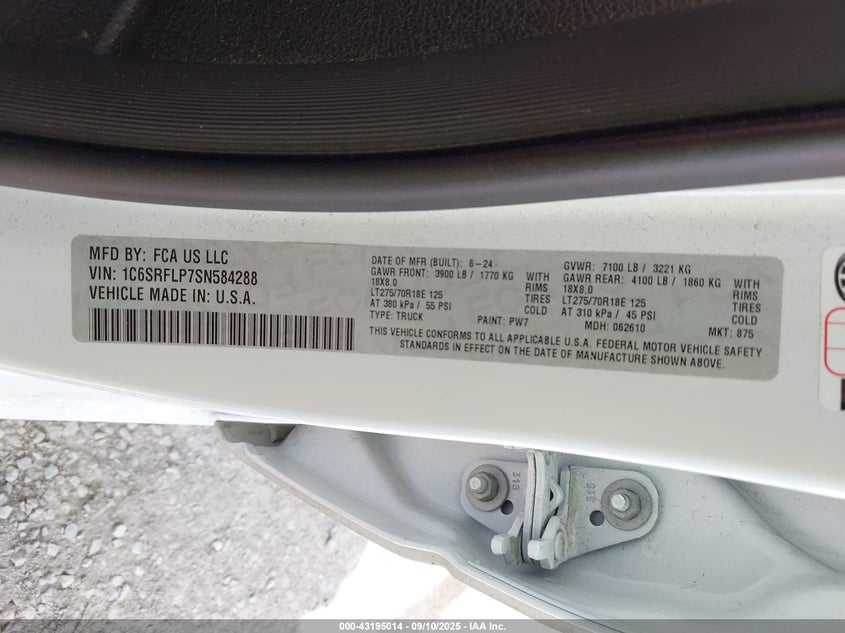 MFD BY: FCA US LLC
VIN: 1C6SRFLP7SN584288
VEHICLE MADE IN U.S.A.
DATE OF MFR (BUILT): 6-24
GVWR: 7100 LB / 3221 KG
GAWR FRONT: 3900 LB / 1770 KG WITH
GAWR REAR: 4100 LB / 1860 KG WITH
18X8.0 RIMS
18X8.0 RIMS
LT275/70R18E 125 TIRES
LT275/70R18E 125 TIRES
AT 380 kPa / 55 PSI COLD
AT 310 kPa / 45 PSI COLD
TYPE: TRUCK PAINT: PW7 MDH: 062610 MKT: 875
THIS VEHICLE CONFORMS TO ALL APPLICABLE U.S.A. FEDERAL MOTOR VEHICLE SAFETY
STANDARDS IN EFFECT ON THE DATE OF MANUFACTURE SHOWN ABOVE.
318
000-43195014 - 09/10/2025 - IAA Inc.